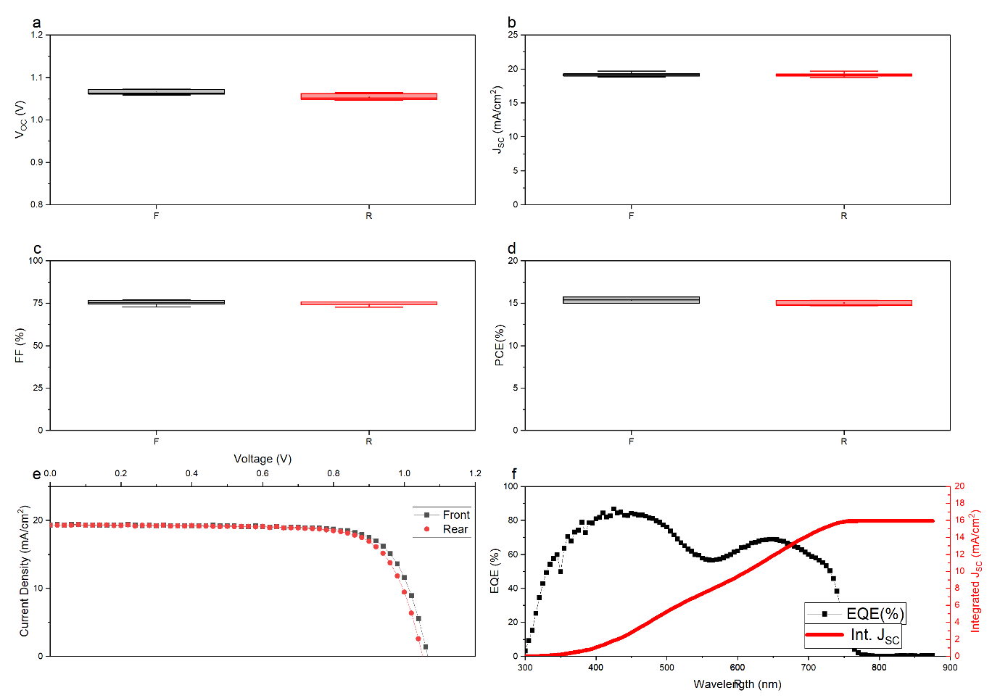 a
1.2
1.1
1.0
0.9
0.8
V_OC (V)
F
R
b
25
20
15
10
5
0
J_SC (mA/cm²)
F
R
c
100
75
50
25
0
FF (%)
F
R
d
20
15
10
5
0
PCE(%)
F
R
e
Voltage (V)
0.0
0.2
0.4
0.6
0.8
1.0
1.2
20
10
0
Current Density (mA/cm²)
Front
Rear
f
100
80
60
40
20
0
EQE (%)
20
18
16
14
12
10
8
6
4
2
0
Integrated J_SC (mA/cm²)
EQE(%)
Int. J_SC
300
400
500
600
700
800
900
Wavelength (nm)
R